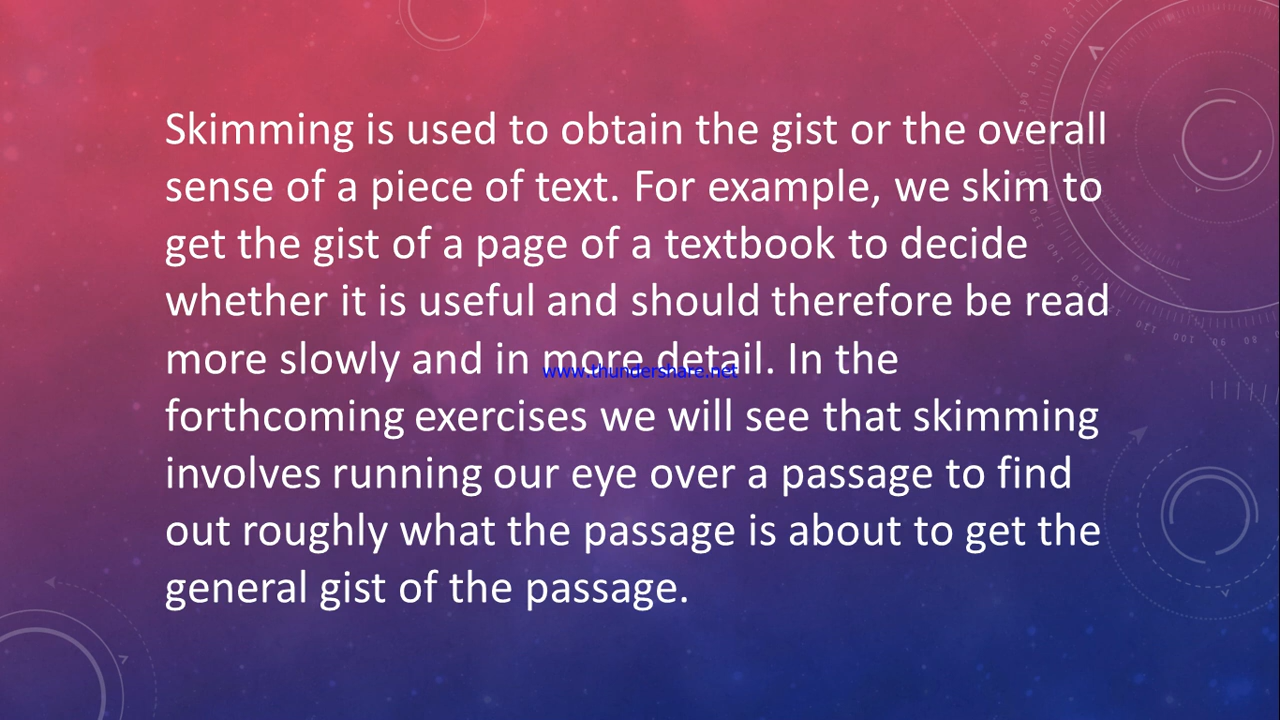 Skimming is used to obtain the gist or the overall
sense of a piece of text. For example, we skim to
get the gist of a page of a textbook to decide
whether it is useful and should therefore be read
more slowly and in more detail. In the
www.thundershare.net
forthcoming exercises we will see that skimming
involves running our eye over a passage to find
out roughly what the passage is about to get the
general gist of the passage.